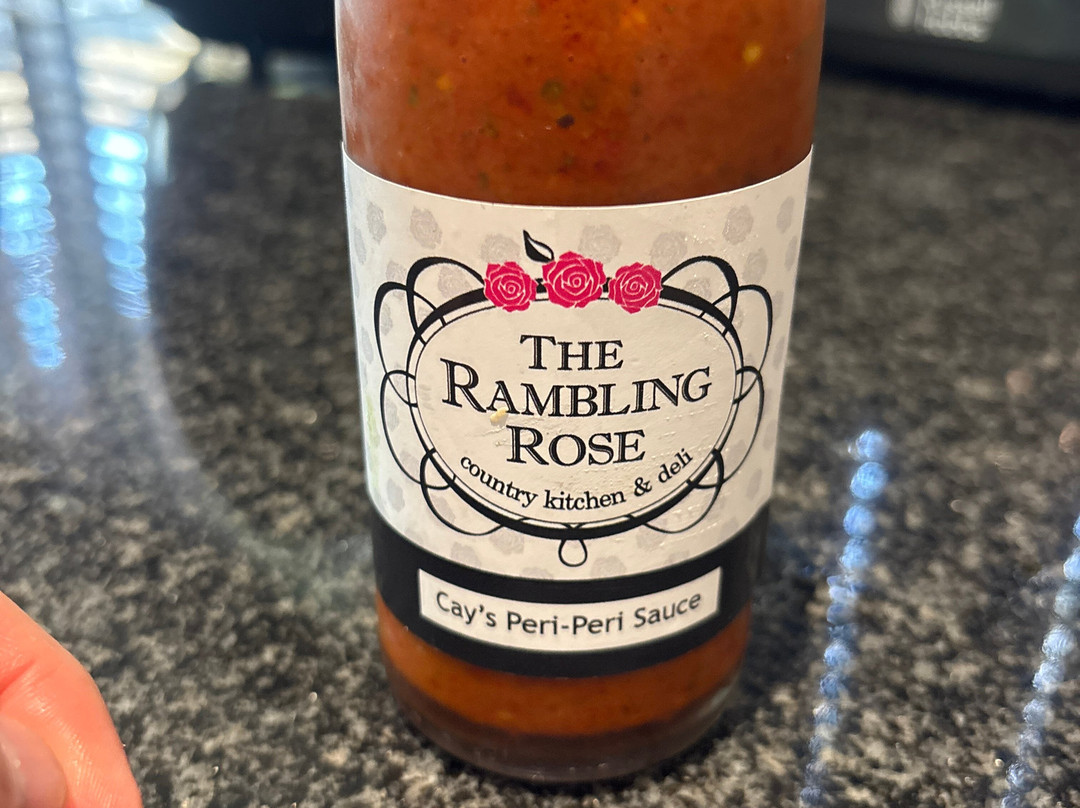 THE
RAMBLING
ROSE
country kitchen & deli
Cay's Peri-Peri Sauce